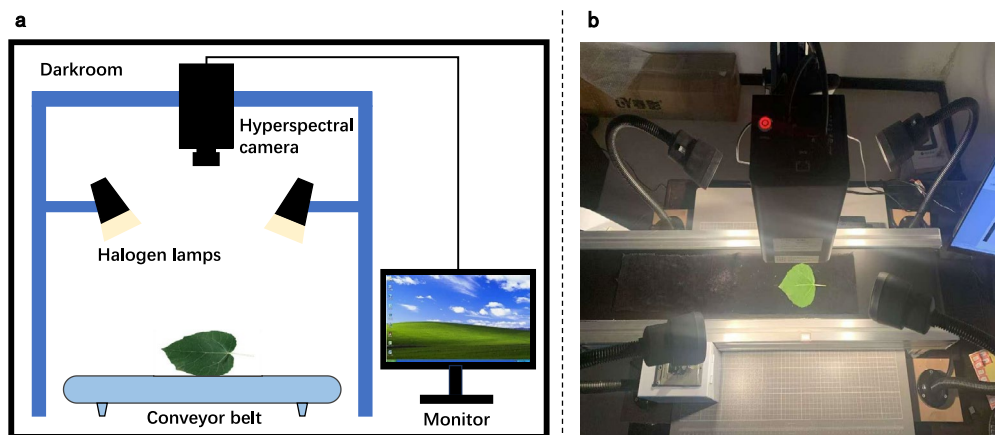 a
Darkroom
Hyperspectral
camera
Halogen lamps
Conveyor belt
Monitor
b